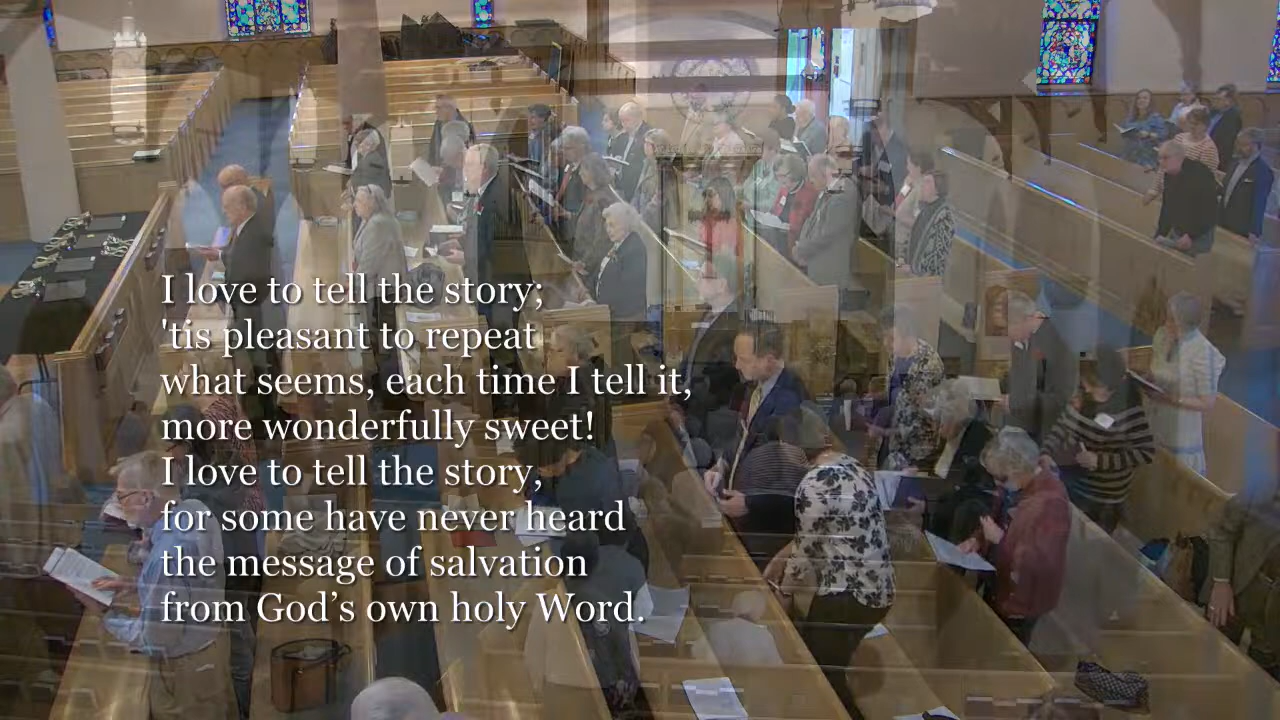 I love to tell the story;
'tis pleasant to repeat
what seems, each time I tell it,
more wonderfully sweet!
I love to tell the story,
for some have never heard
the message of salvation
from God’s own holy Word.